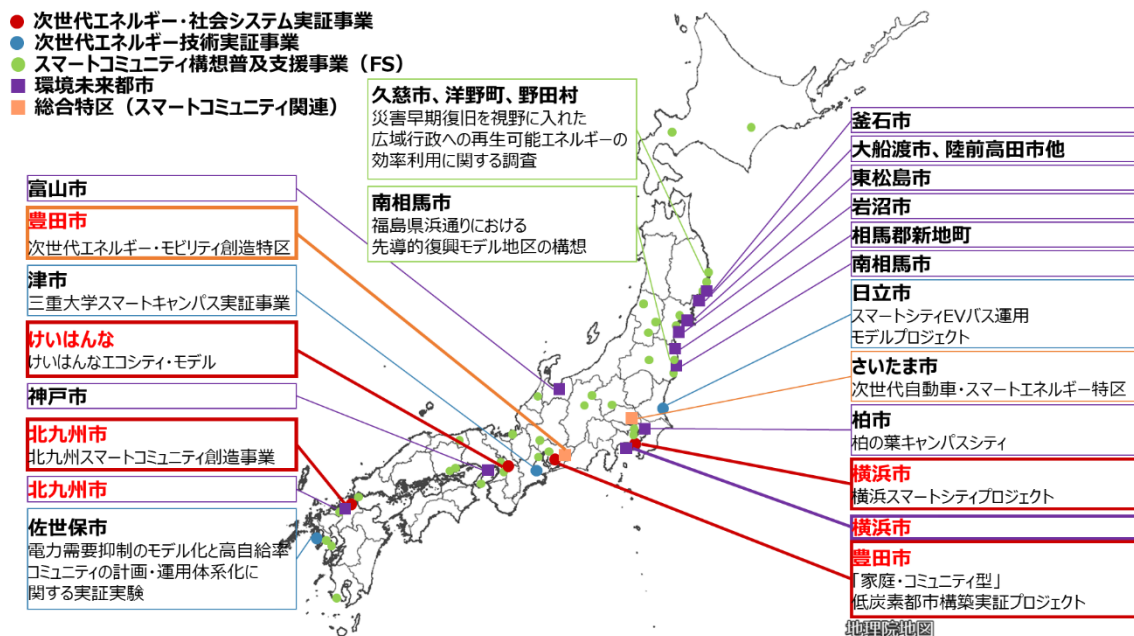 次世代エネルギー・社会システム実証事業
次世代エネルギー技術実証事業
スマートコミュニティ構想普及支援事業（FS）
環境未来都市
総合特区（スマートコミュニティ関連）
久慈市、洋野町、野田村
災害早期復旧を視野に入れた
広域行政への再生可能エネルギーの
効率利用に関する調査
南相馬市
福島県浜通りにおける
先導的復興モデル地区の構想
富山市
豊田市
次世代エネルギー・モビリティ創造特区
津市
三重大学スマートキャンパス実証事業
けいはんな
けいはんなエコシティ・モデル
神戸市
北九州市
北九州スマートコミュニティ創造事業
北九州市
佐世保市
電力需要抑制のモデル化と高自給率
コミュニティの計画・運用体系化に
関する実証実験
釜石市
大船渡市、陸前高田市他
東松島市
岩沼市
相馬郡新地町
南相馬市
日立市
スマートシティEVバス運用
モデルプロジェクト
さいたま市
次世代自動車・スマートエネルギー特区
柏市
柏の葉キャンパスシティ
横浜市
横浜スマートシティプロジェクト
横浜市
豊田市
「家庭・コミュニティ型」
低炭素都市構築実証プロジェクト
地理院地図